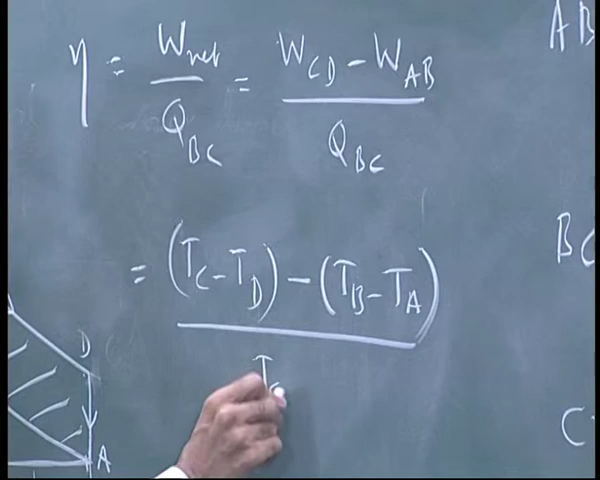 η = W_net / Q_BC = (W_CD - W_AB) / Q_BC
AB
BC
= ((T_C - T_D) - (T_B - T_A)) / T_C
D
A
C